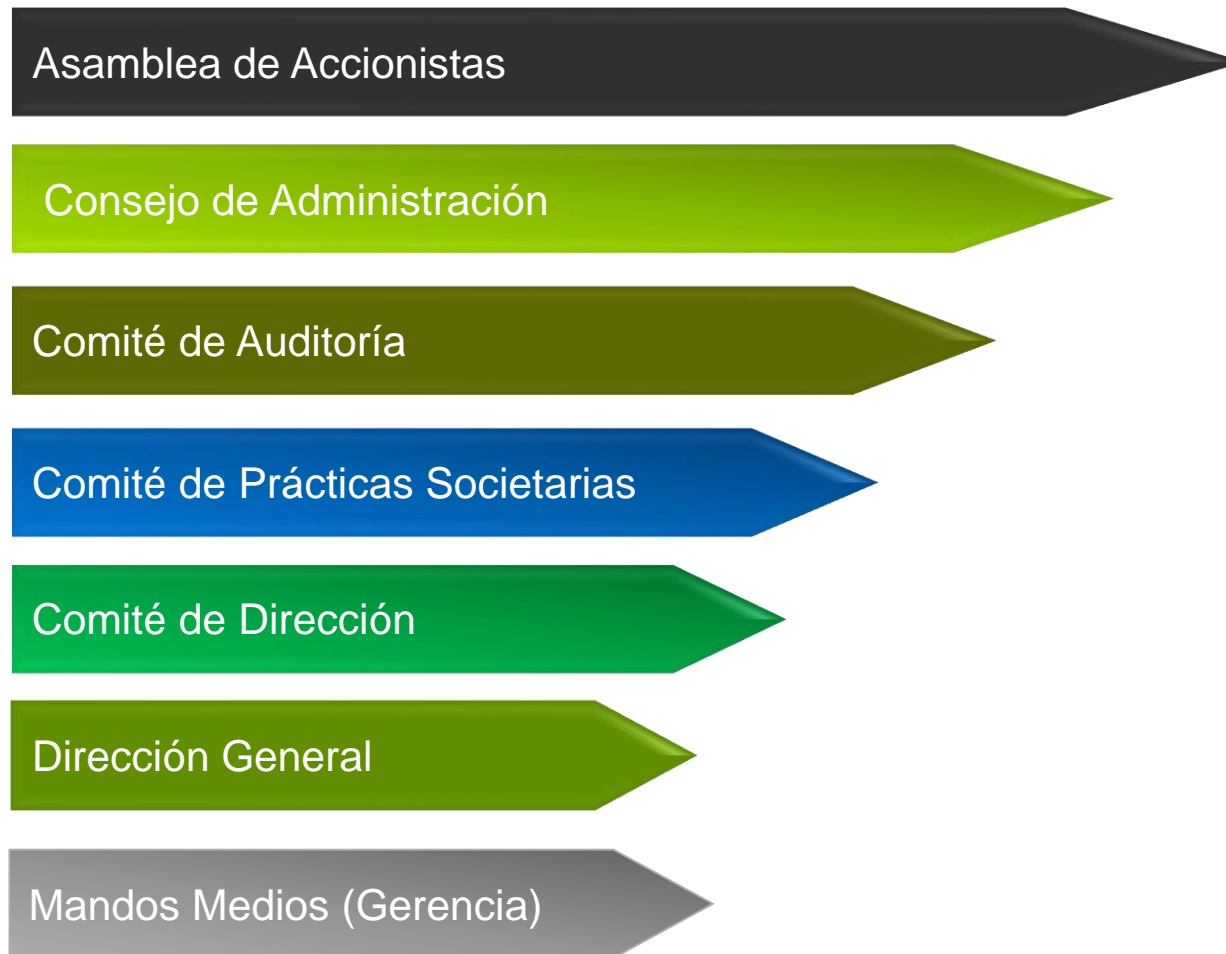 Asamblea de Accionistas
Consejo de Administración
Comité de Auditoría
Comité de Prácticas Societarias
Comité de Dirección
Dirección General
Mandos Medios (Gerencia)